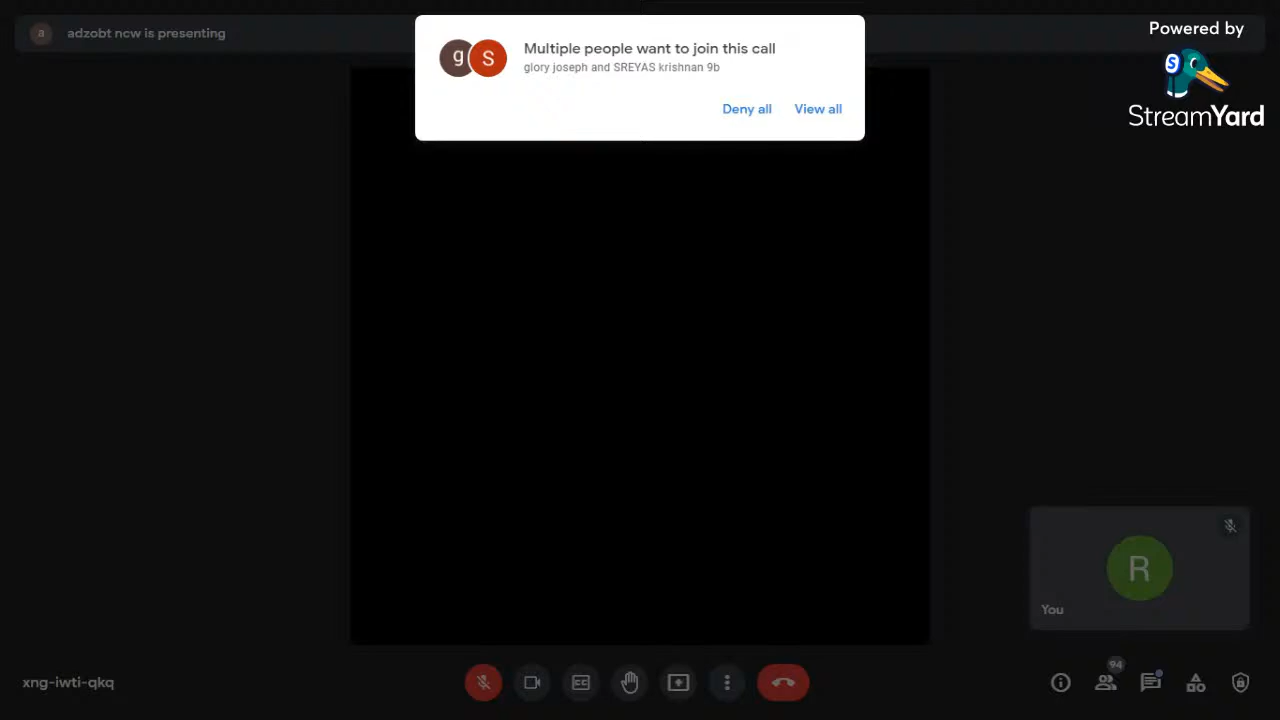 a
adzobt ncw is presenting
g S
Multiple people want to join this call
glory joseph and SREYAS krishnan 9b
Deny all
View all
Powered by
S
StreamYard
R
You
xng-iwti-qkq
CC
94